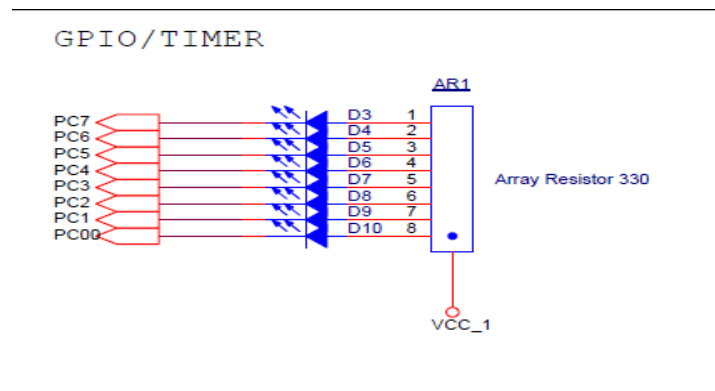 GPIO/TIMER
AR1
PC7 D3 1
PC6 D4 2
PC5 D5 3
PC4 D6 4
PC3 D7 5
PC2 D8 6
PC1 D9 7
PC00 D10 8
Array Resistor 330
VCC_1